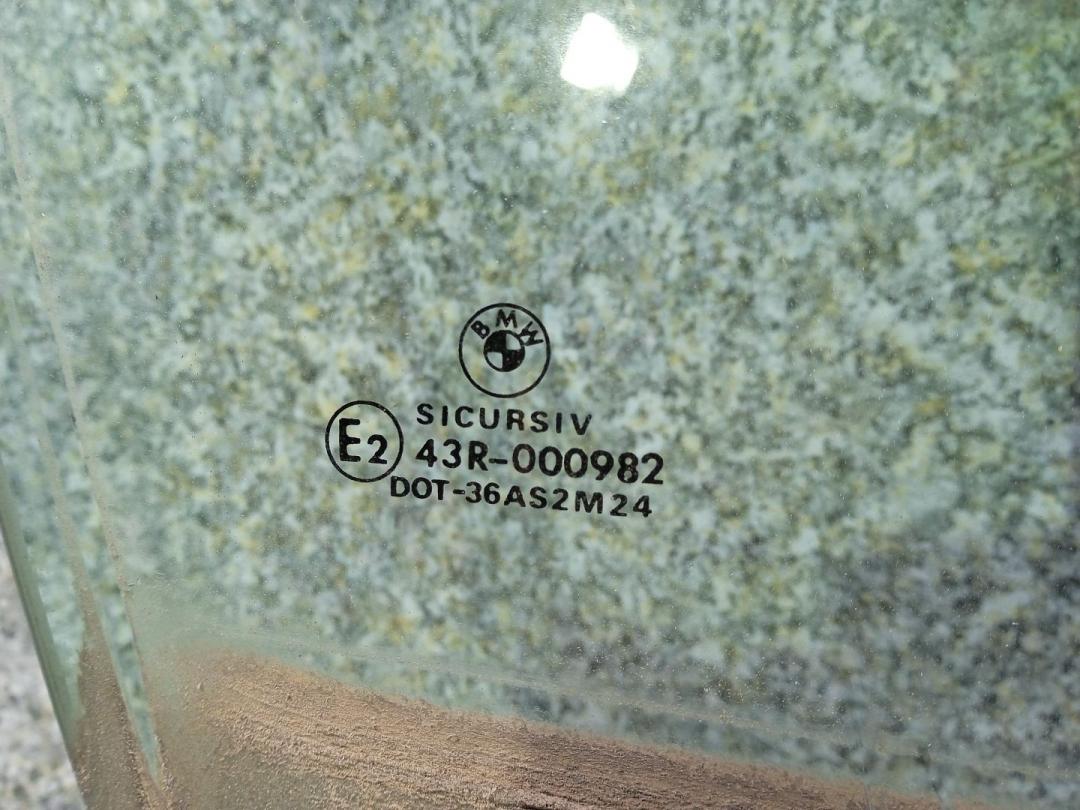 BMW
SICURSIV
E2 43R-000982
DOT-36AS2M24